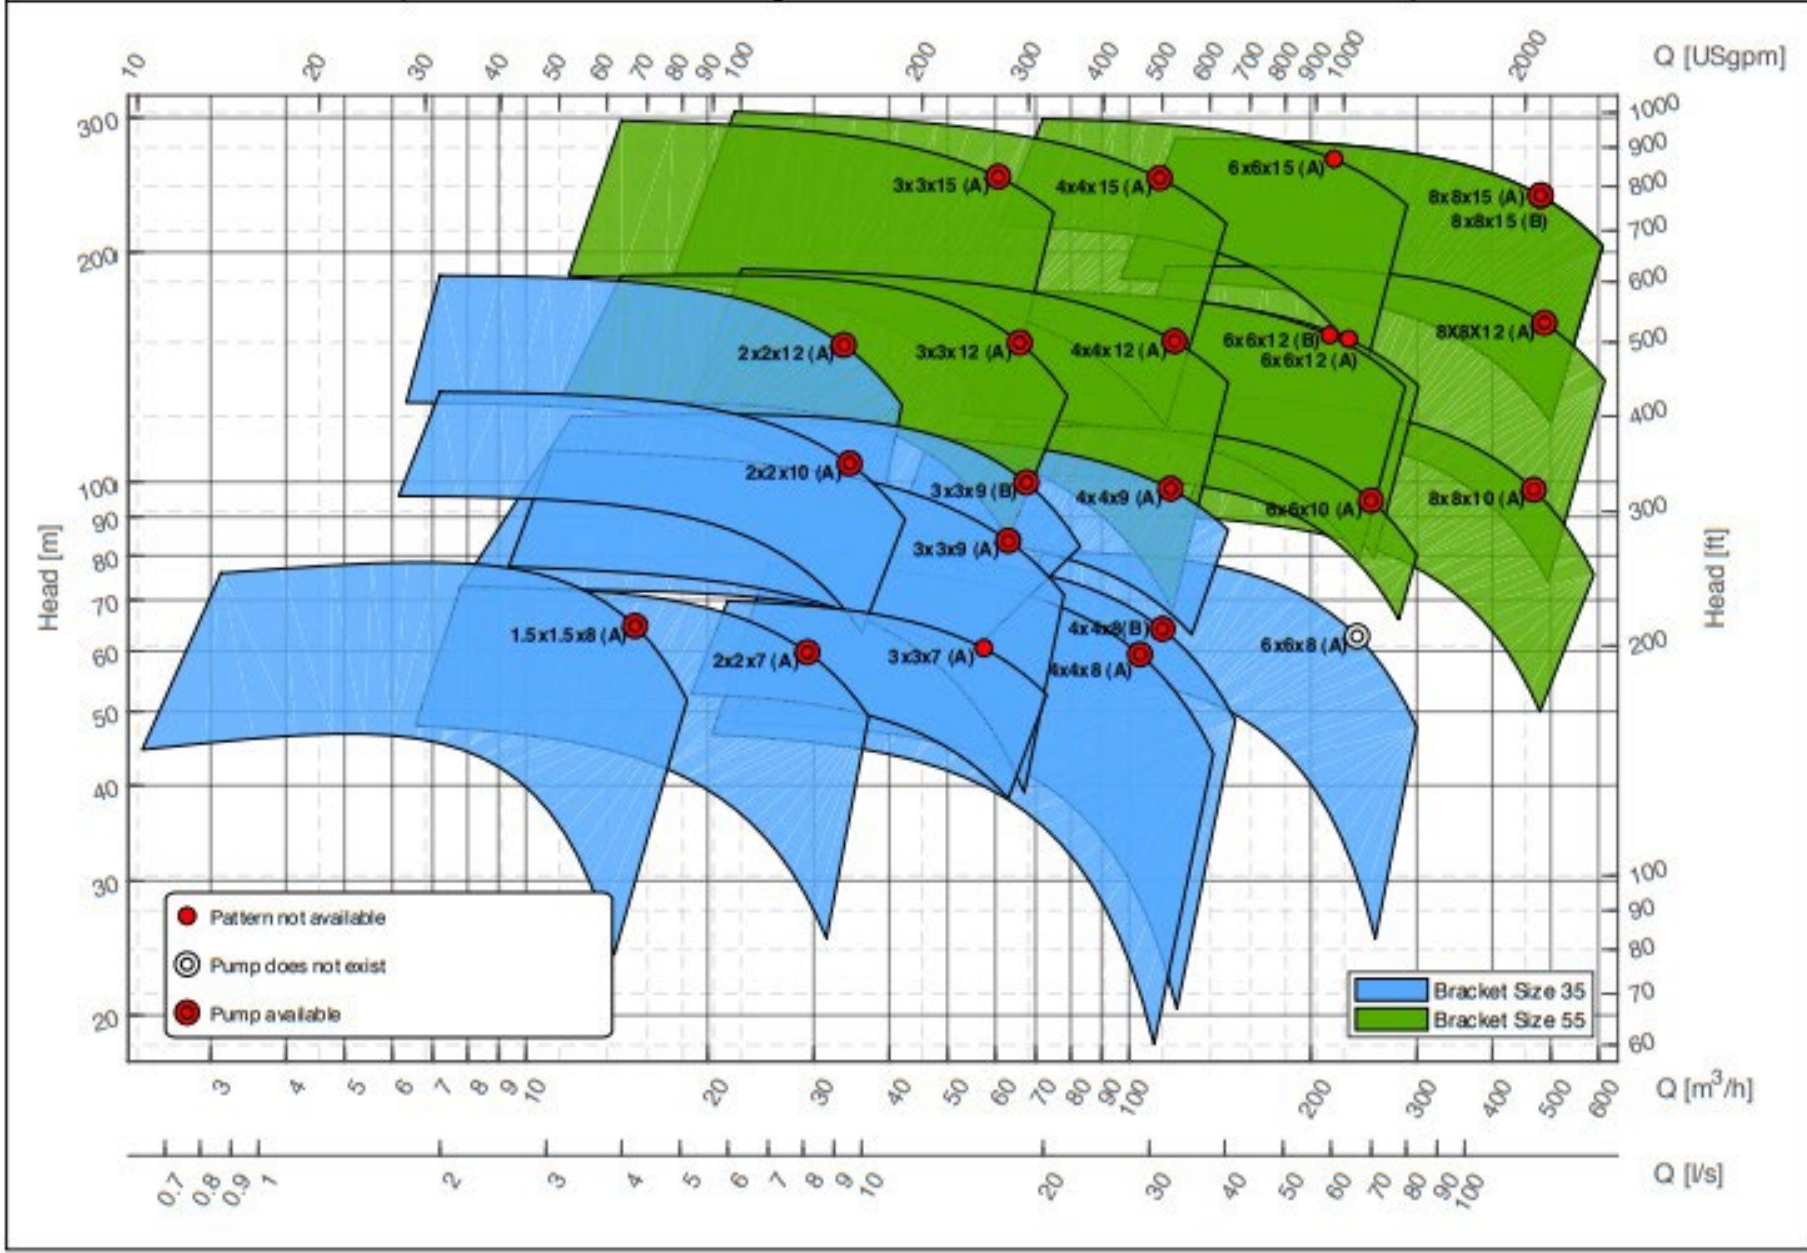 10 20 30 40 50 60 70 80 90 100 200 300 400 500 600 700 800 900 1000 2000 Q [USgpm]
300 1000
900
6x6x15 (A)
3x3x15 (A) 4x4x15 (A) 800
8x8x15 (A)
8x8x15 (B)
700
200 600
500
8X8X12 (A)
6x6x12 (B)
2x2x12 (A) 3x3x12 (A) 4x4x12 (A)
6x6x12 (A)
400
2x2x10 (A)
100 3x3x9 (B) 4x4x9 (A) 8x8x10 (A)
6x6x10 (A) 300
90
3x3x9 (A)
80
Head [m] Head [ft]
70
1.5x1.5x8 (A) 4x4x8(B)
6x6x8 (A) 200
60 2x2x7 (A) 3x3x7 (A)
4x4x8 (A)
50
40
30 100
Pattern not available 90
80
Pump does not exist
Bracket Size 35 70
Pump available
20 Bracket Size 55
60
3 4 5 6 7 8 9 10 20 30 40 50 60 70 80 90 100 200 300 400 500 600 Q [m³/h]
0.7 0.8 0.9 1 2 3 4 5 6 7 8 9 10 20 30 40 50 60 70 80 90 100 Q [l/s]